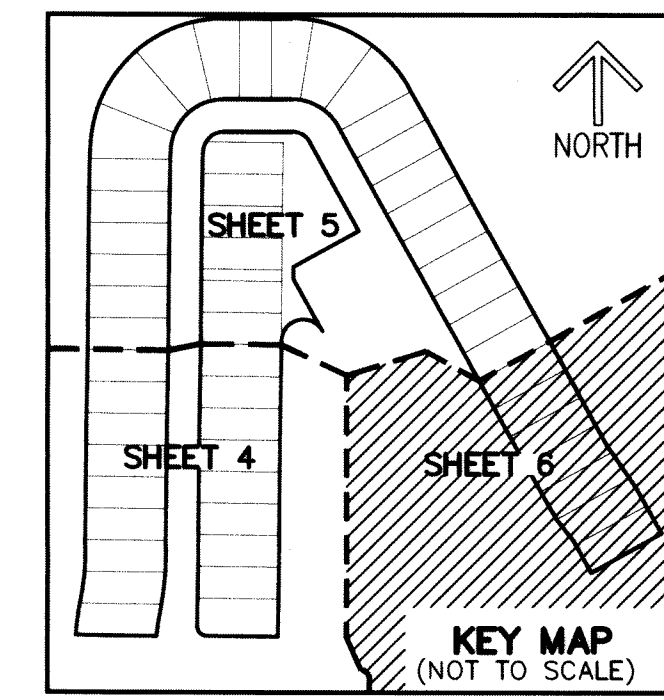 NORTH
SHEET 5
SHEET 4
SHEET 6
KEY MAP
(NOT TO SCALE)